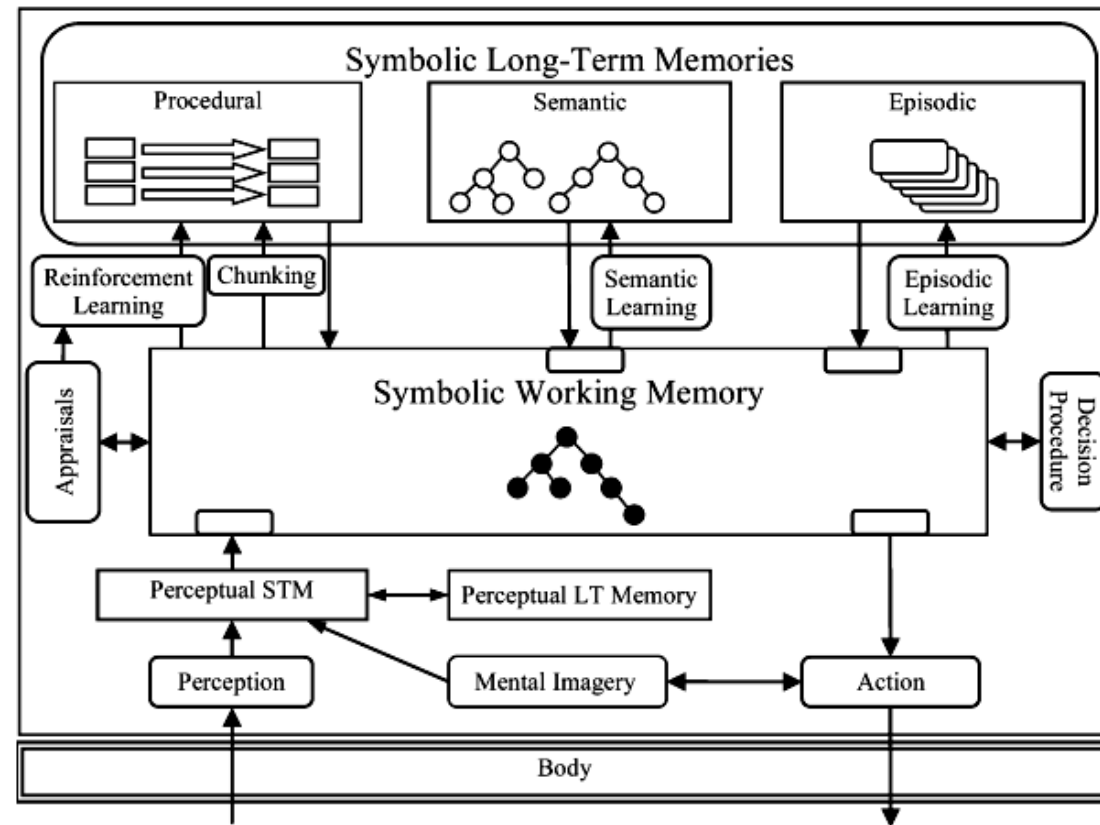 Symbolic Long-Term Memories
Procedural
Semantic
Episodic
Reinforcement
Learning
Chunking
Semantic
Learning
Episodic
Learning
Symbolic Working Memory
Appraisals
Decision
Procedure
Perceptual STM
Perceptual LT Memory
Perception
Mental Imagery
Action
Body